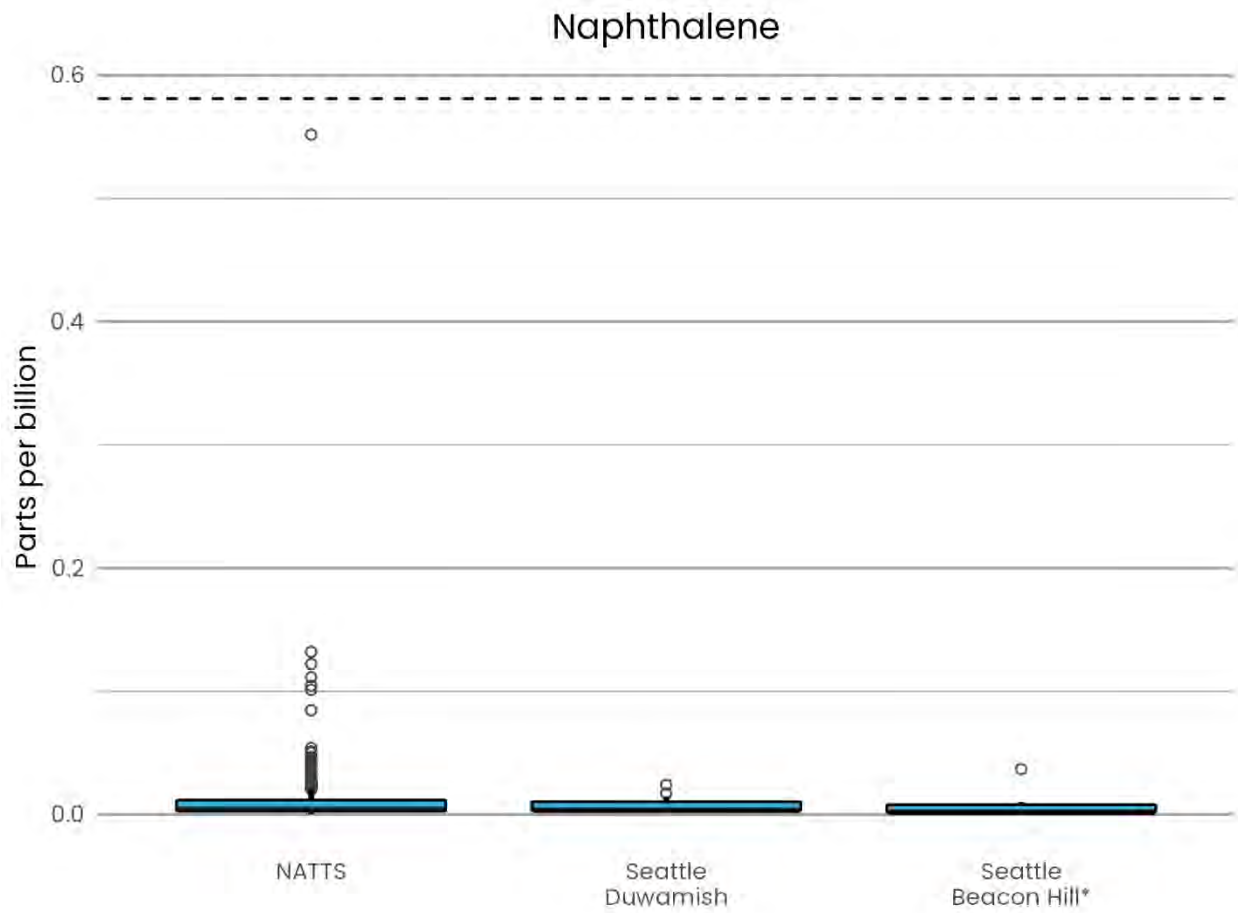 Naphthalene
0.6
0.4
0.2
0.0
Parts per billion
NATTS
Seattle
Duwamish
Seattle
Beacon Hill*